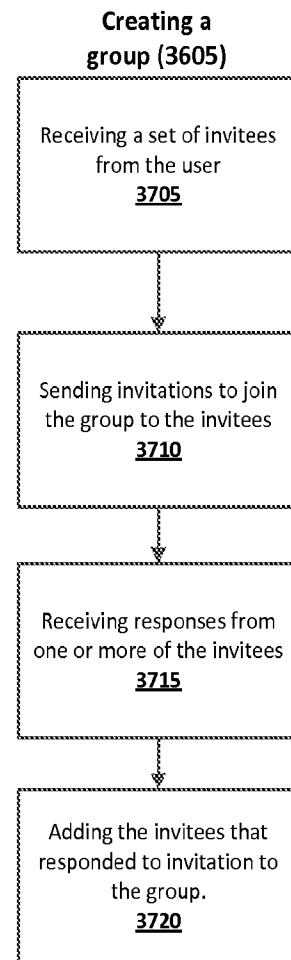 Creating a
group (3605)
Receiving a set of invitees
from the user
3705
Sending invitations to join
the group to the invitees
3710
Receiving responses from
one or more of the invitees
3715
Adding the invitees that
responded to invitation to
the group.
3720